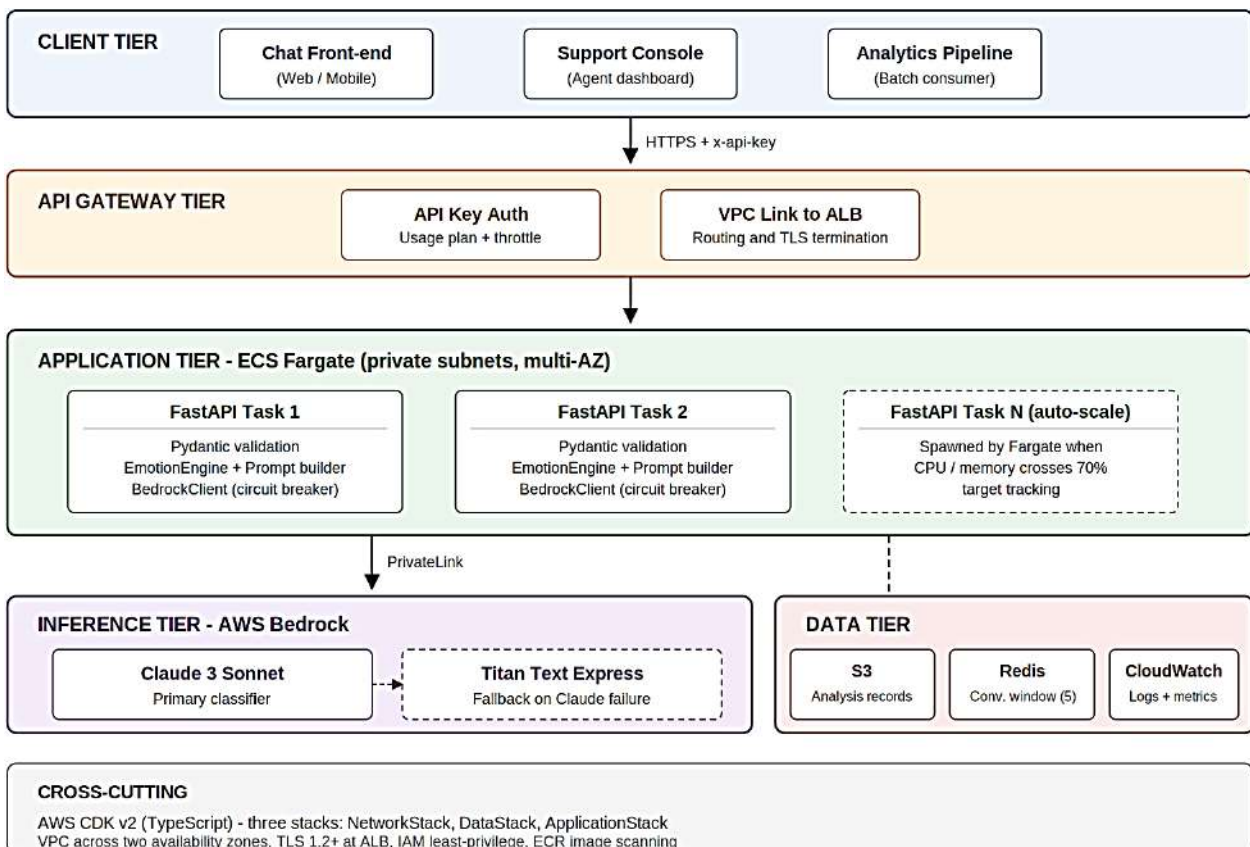 CLIENT TIER
Chat Front-end
(Web / Mobile)
Support Console
(Agent dashboard)
Analytics Pipeline
(Batch consumer)
HTTPS + x-api-key
API GATEWAY TIER
API Key Auth
Usage plan + throttle
VPC Link to ALB
Routing and TLS termination
APPLICATION TIER - ECS Fargate (private subnets, multi-AZ)
FastAPI Task 1
Pydantic validation
EmotionEngine + Prompt builder
BedrockClient (circuit breaker)
FastAPI Task 2
Pydantic validation
EmotionEngine + Prompt builder
BedrockClient (circuit breaker)
FastAPI Task N (auto-scale)
Spawned by Fargate when
CPU / memory crosses 70%
target tracking
PrivateLink
INFERENCE TIER - AWS Bedrock
Claude 3 Sonnet
Primary classifier
Titan Text Express
Fallback on Claude failure
DATA TIER
S3
Analysis records
Redis
Conv. window (5)
CloudWatch
Logs + metrics
CROSS-CUTTING
AWS CDK v2 (TypeScript) - three stacks: NetworkStack, DataStack, ApplicationStack
VPC across two availability zones, TLS 1.2+ at ALB, IAM least-privilege, ECR image scanning